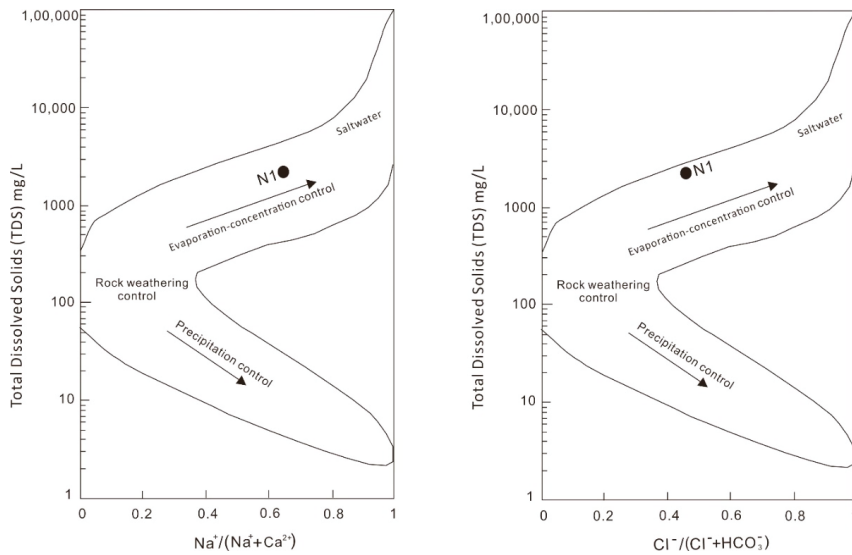 1,00,000
10,000
1000
100
10
1
Total Dissolved Solids (TDS) mg/L
Saltwater
N1
Evaporation-concentration control
Rock weathering
control
Precipitation control
0
0.2
0.4
0.6
0.8
1
Na⁺/(Na⁺+Ca²⁺)
1,00,000
10,000
1000
100
10
1
Total Dissolved Solids (TDS) mg/L
Saltwater
N1
Evaporation-concentration control
Rock weathering
control
Precipitation control
0
0.2
0.4
0.6
0.8
Cl⁻/(Cl⁻+HCO₃⁻)